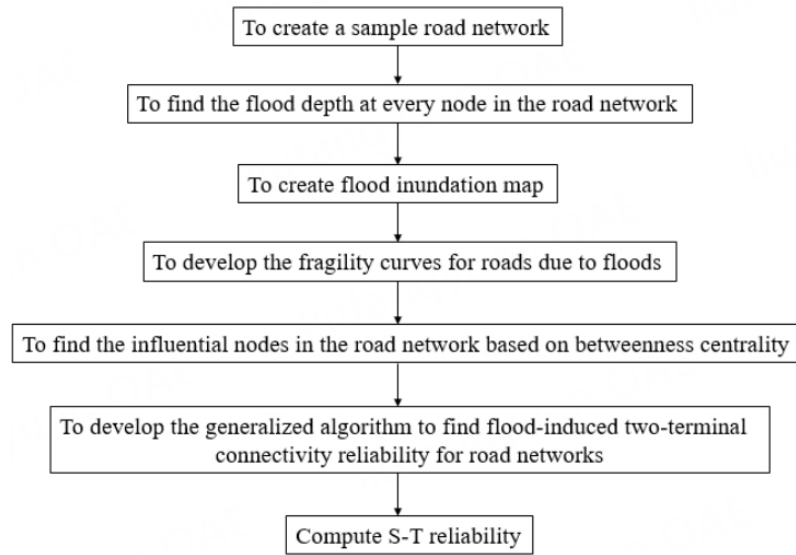 To create a sample road network
To find the flood depth at every node in the road network
To create flood inundation map
To develop the fragility curves for roads due to floods
To find the influential nodes in the road network based on betweenness centrality
To develop the generalized algorithm to find flood-induced two-terminal
connectivity reliability for road networks
Compute S-T reliability